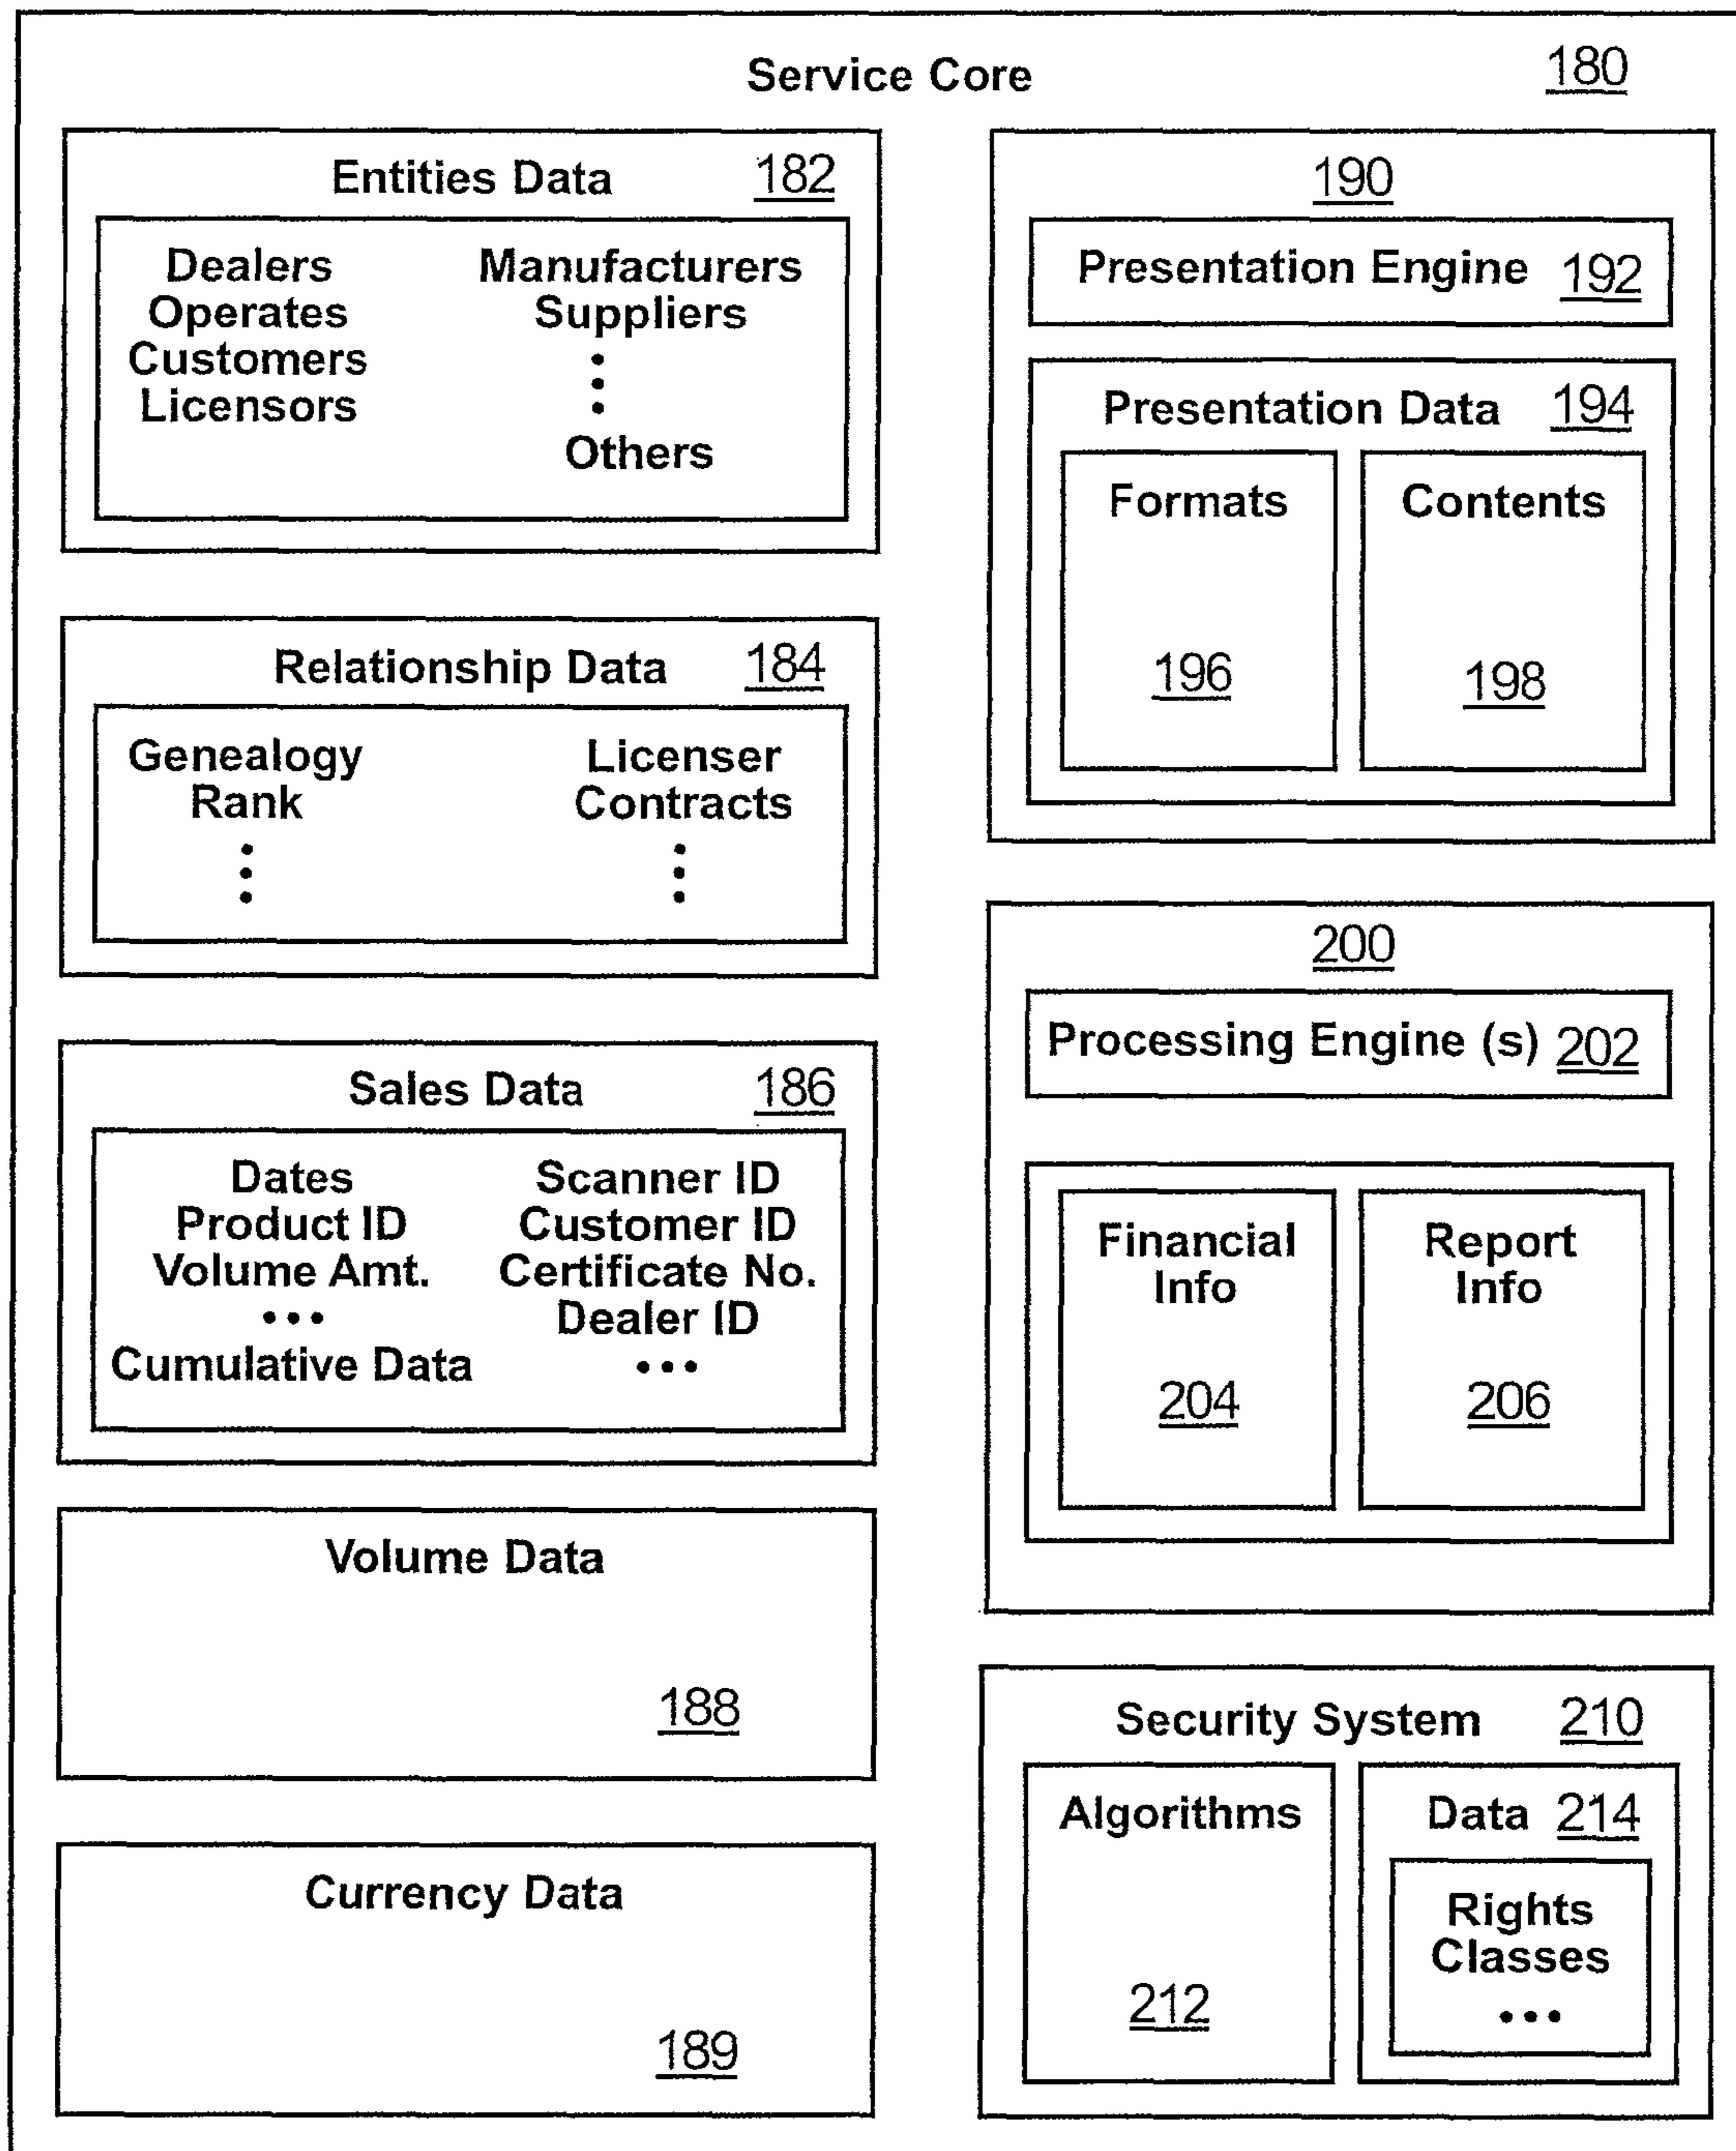 Service Core 180
Entities Data 182
Dealers
Operates
Customers
Licensors
Manufacturers
Suppliers
Others
Relationship Data 184
Genealogy
Rank
Licenser
Contracts
Sales Data 186
Dates
Product ID
Volume Amt.
•••
Cumulative Data
Scanner ID
Customer ID
Certificate No.
Dealer ID
•••
Volume Data
188
Currency Data
189
190
Presentation Engine 192
Presentation Data 194
Formats
196
Contents
198
200
Processing Engine (s) 202
Financial
Info
204
Report
Info
206
Security System 210
Algorithms
212
Data 214
Rights
Classes
•••